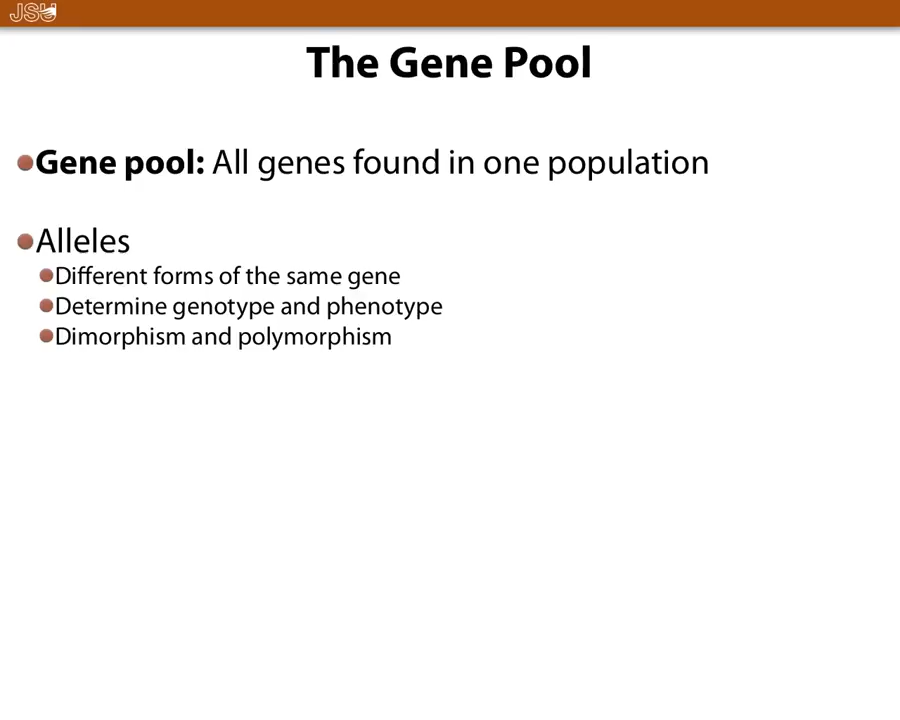 JSU
The Gene Pool
Gene pool: All genes found in one population
Alleles
Different forms of the same gene
Determine genotype and phenotype
Dimorphism and polymorphism